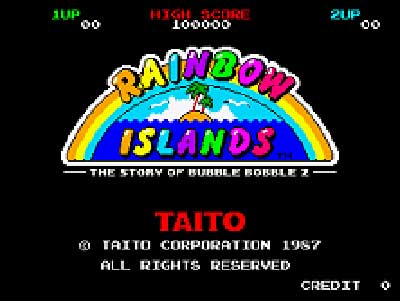 1UP HIGH SCORE 2UP
00 100000 00
RAINBOW
ISLANDS
TM
THE STORY OF BUBBLE BOBBLE 2
TAITO
© TAITO CORPORATION 1987
ALL RIGHTS RESERVED
CREDIT 0